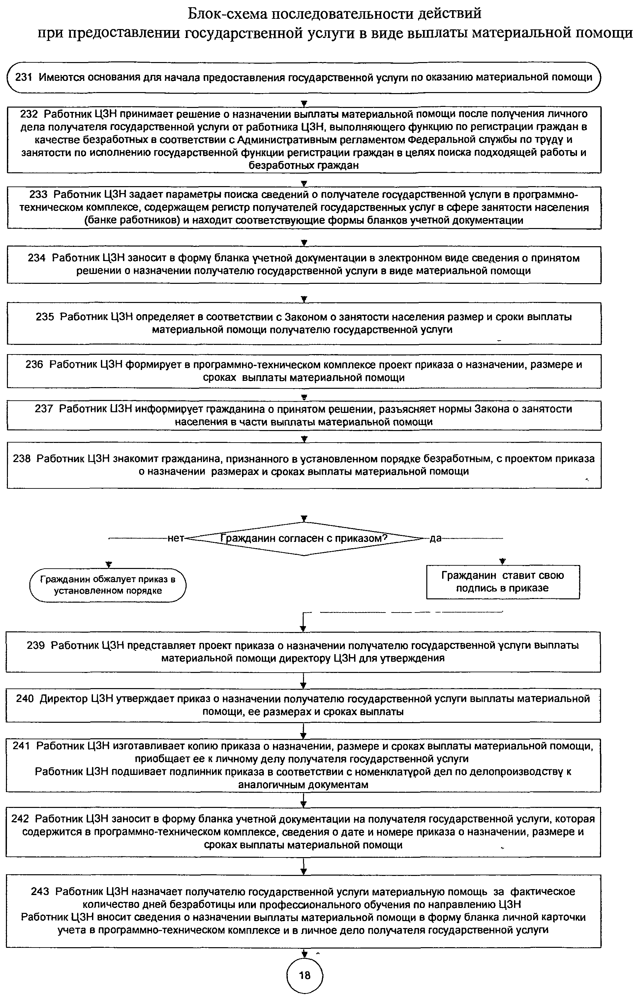 Блок-схема последовательности действий
при предоставлении государственной услуги в виде выплаты материальной помощи
231 Имеются основания для начала предоставления государственной услуги по оказанию материальной помощи
232 Работник ЦЗН принимает решение о назначении выплаты материальной помощи после получения личного
дела получателя государственной услуги от работника ЦЗН, выполняющего функцию по регистрации граждан в
качестве безработных в соответствии с Административным регламентом Федеральной службы по труду и
занятости по исполнению государственной функции регистрации граждан в целях поиска подходящей работы и
безработных граждан
233 Работник ЦЗН задает параметры поиска сведений о получателе государственной услуги в программно-
техническом комплексе, содержащем регистр получателей государственных услуг в сфере занятости населения
(банке работников) и находит соответствующие формы бланков учетной документации
234 Работник ЦЗН заносит в форму бланка учетной документации в электронном виде сведения о принятом
решении о назначении получателю государственной услуги в виде материальной помощи
235 Работник ЦЗН определяет в соответствии с Законом о занятости населения размер и сроки выплаты
материальной помощи получателю государственной услуги
236 Работник ЦЗН формирует в программно-техническом комплексе проект приказа о назначении, размере и
сроках выплаты материальной помощи
237 Работник ЦЗН информирует гражданина о принятом решении, разъясняет нормы Закона о занятости
населения в части выплаты материальной помощи
238 Работник ЦЗН знакомит гражданина, признанного в установленном порядке безработным, с проектом приказа
о назначении размерах и сроках выплаты материальной помощи
нет Гражданин согласен с приказом? да
Гражданин обжалует приказ в
установленном порядке
Гражданин ставит свою
подпись в приказе
239 Работник ЦЗН представляет проект приказа о назначении получателю государственной услуги выплаты
материальной помощи директору ЦЗН для утверждения
240 Директор ЦЗН утверждает приказ о назначении получателю государственной услуги выплаты материальной
помощи, ее размерах и сроках выплаты
241 Работник ЦЗН изготавливает копию приказа о назначении, размере и сроках выплаты материальной помощи,
приобщает ее к личному делу получателя государственной услуги
Работник ЦЗН подшивает подлинник приказа в соответствии с номенклатурой дел по делопроизводству к
аналогичным документам
242 Работник ЦЗН заносит в форму бланка учетной документации на получателя государственной услуги, которая
содержится в программно-техническом комплексе, сведения о дате и номере приказа о назначении, размере и
сроках выплаты материальной помощи
243 Работник ЦЗН назначает получателю государственной услуги материальную помощь за фактическое
количество дней безработицы или профессионального обучения по направлению ЦЗН
Работник ЦЗН вносит сведения о назначении выплаты материальной помощи в форму бланка личной карточки
учета в программно-техническом комплексе и в личное дело получателя государственной услуги
18